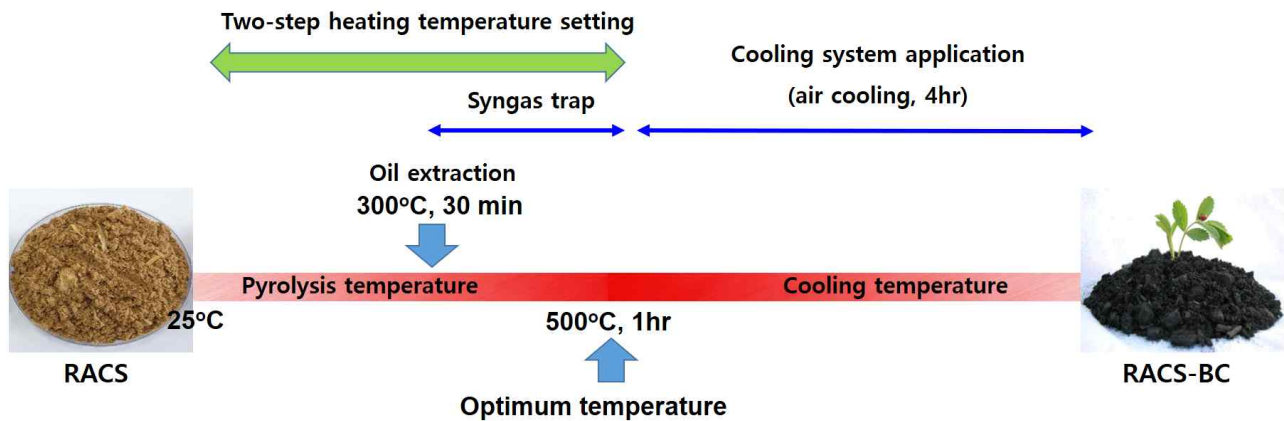 Two-step heating temperature setting
Cooling system application
(air cooling, 4hr)
Syngas trap
Oil extraction
300°C, 30 min
Pyrolysis temperature
Cooling temperature
25°C
500°C, 1hr
RACS
RACS-BC
Optimum temperature